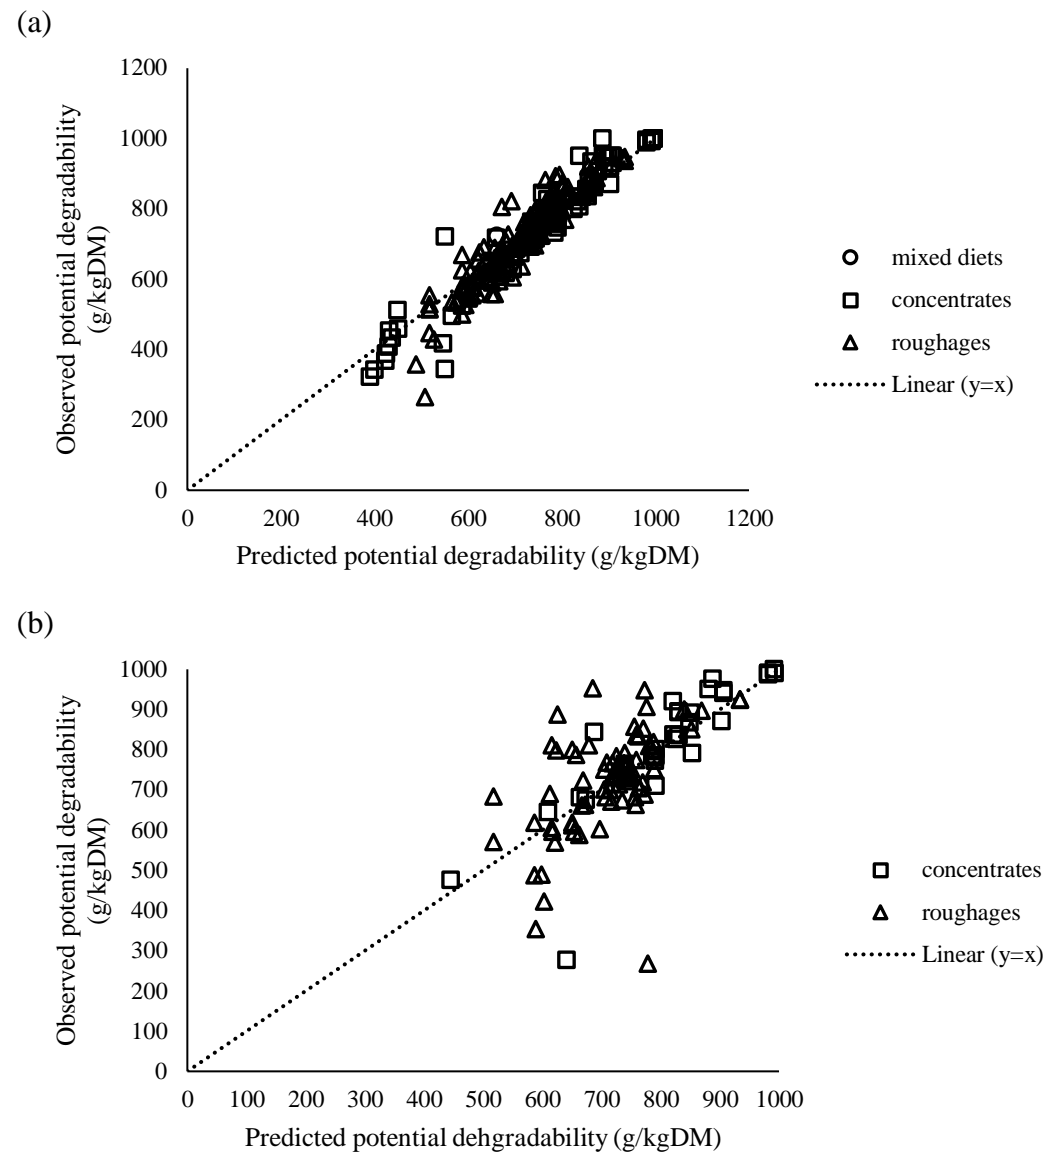 (a)
1200
1000
800
600
400
200
0
Observed potential degradability
(g/kgDM)
0 200 400 600 800 1000 1200
Predicted potential degradability (g/kgDM)
mixed diets
concentrates
roughages
Linear (y=x)
(b)
1000
900
800
700
600
500
400
300
200
100
0
Observed potential degradability
(g/kgDM)
0 100 200 300 400 500 600 700 800 900 1000
Predicted potential dehgradability (g/kgDM)
concentrates
roughages
Linear (y=x)